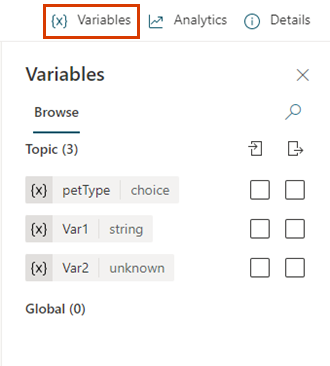 {x} Variables Analytics Details
Variables
Browse
Topic (3)
{x} petType choice
{x} Var1 string
{x} Var2 unknown
Global (0)